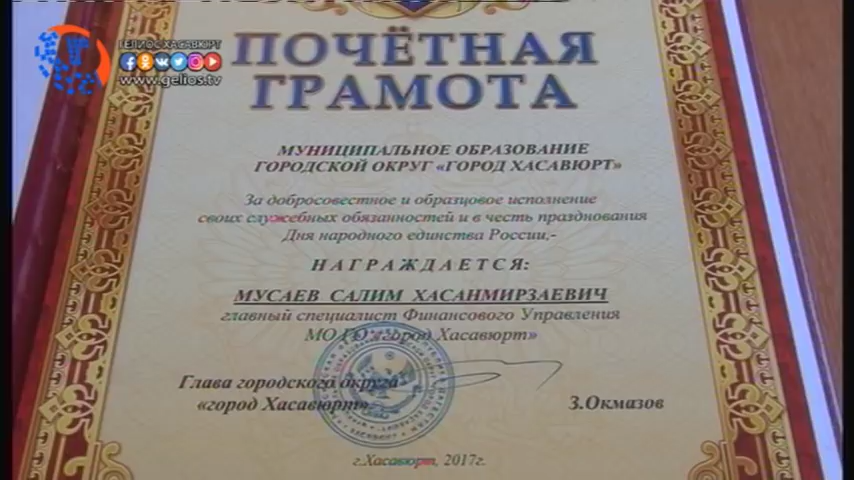 ГЕЛИОС ХАСАВЮРТ
www.gelios.tv
ПОЧЁТНАЯ
ГРАМОТА
МУНИЦИПАЛЬНОЕ ОБРАЗОВАНИЕ
ГОРОДСКОЙ ОКРУГ «ГОРОД ХАСАВЮРТ»
За добросовестное и образцовое исполнение
своих служебных обязанностей и в честь празднования
Дня народного единства России,-
НАГРАЖДАЕТСЯ:
МУСАЕВ САЛИМ ХАСАНМИРЗАЕВИЧ
главный специалист Финансового Управления
МО ГО «город Хасавюрт»
Глава городского округа
«город Хасавюрт»
З.Окмазов
г.Хасавюрт, 2017г.